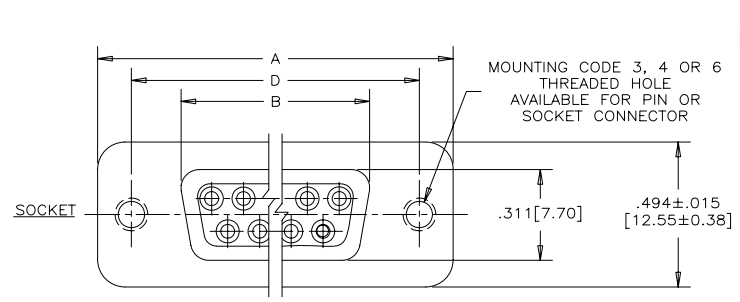 A
D
B
MOUNTING CODE 3, 4 OR 6
THREADED HOLE
AVAILABLE FOR PIN OR
SOCKET CONNECTOR
SOCKET
.311[7.70]
.494±.015
[12.55±0.38]